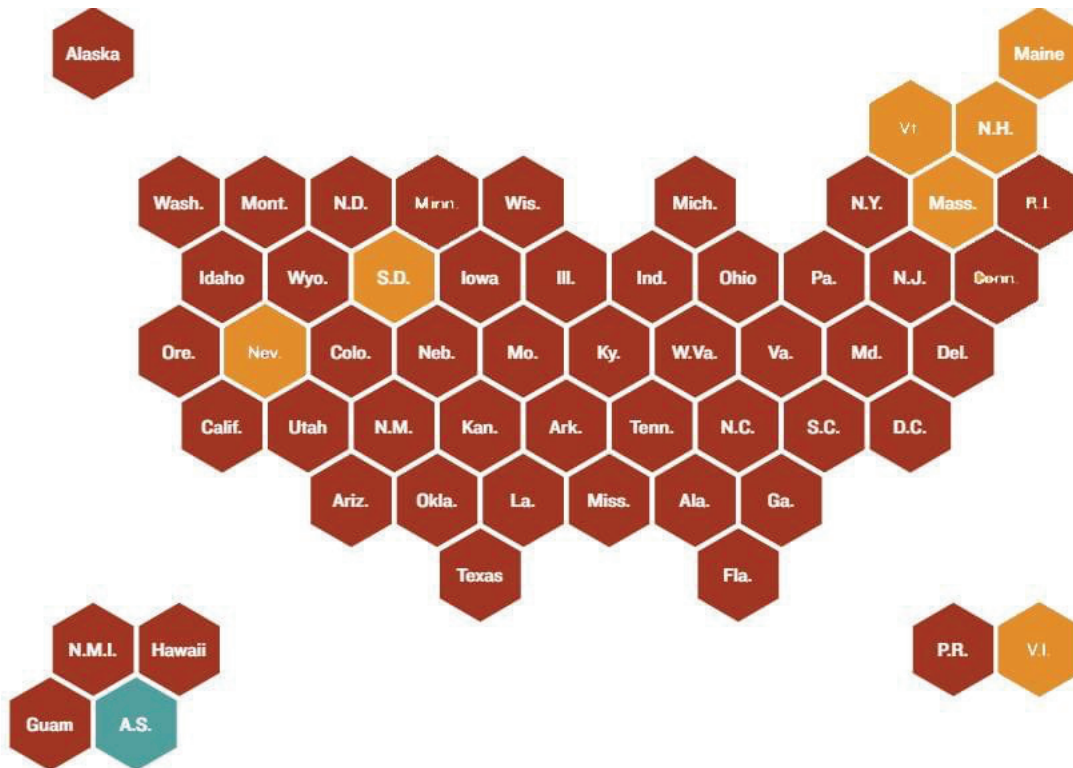 Alaska
Maine
Vt
N.H.
Wash.
Mont.
N.D.
Minn.
Wis.
Mich.
N.Y.
Mass.
R.I.
Idaho
Wyo.
S.D.
Iowa
Ill.
Ind.
Ohio
Pa.
N.J.
Conn.
Ore.
Nev.
Colo.
Neb.
Mo.
Ky.
W.Va.
Va.
Md.
Del.
Calif.
Utah
N.M.
Kan.
Ark.
Tenn.
N.C.
S.C.
D.C.
Ariz.
Okla.
La.
Miss.
Ala.
Ga.
Texas
Fla.
N.M.I.
Hawaii
P.R.
V.I.
Guam
A.S.